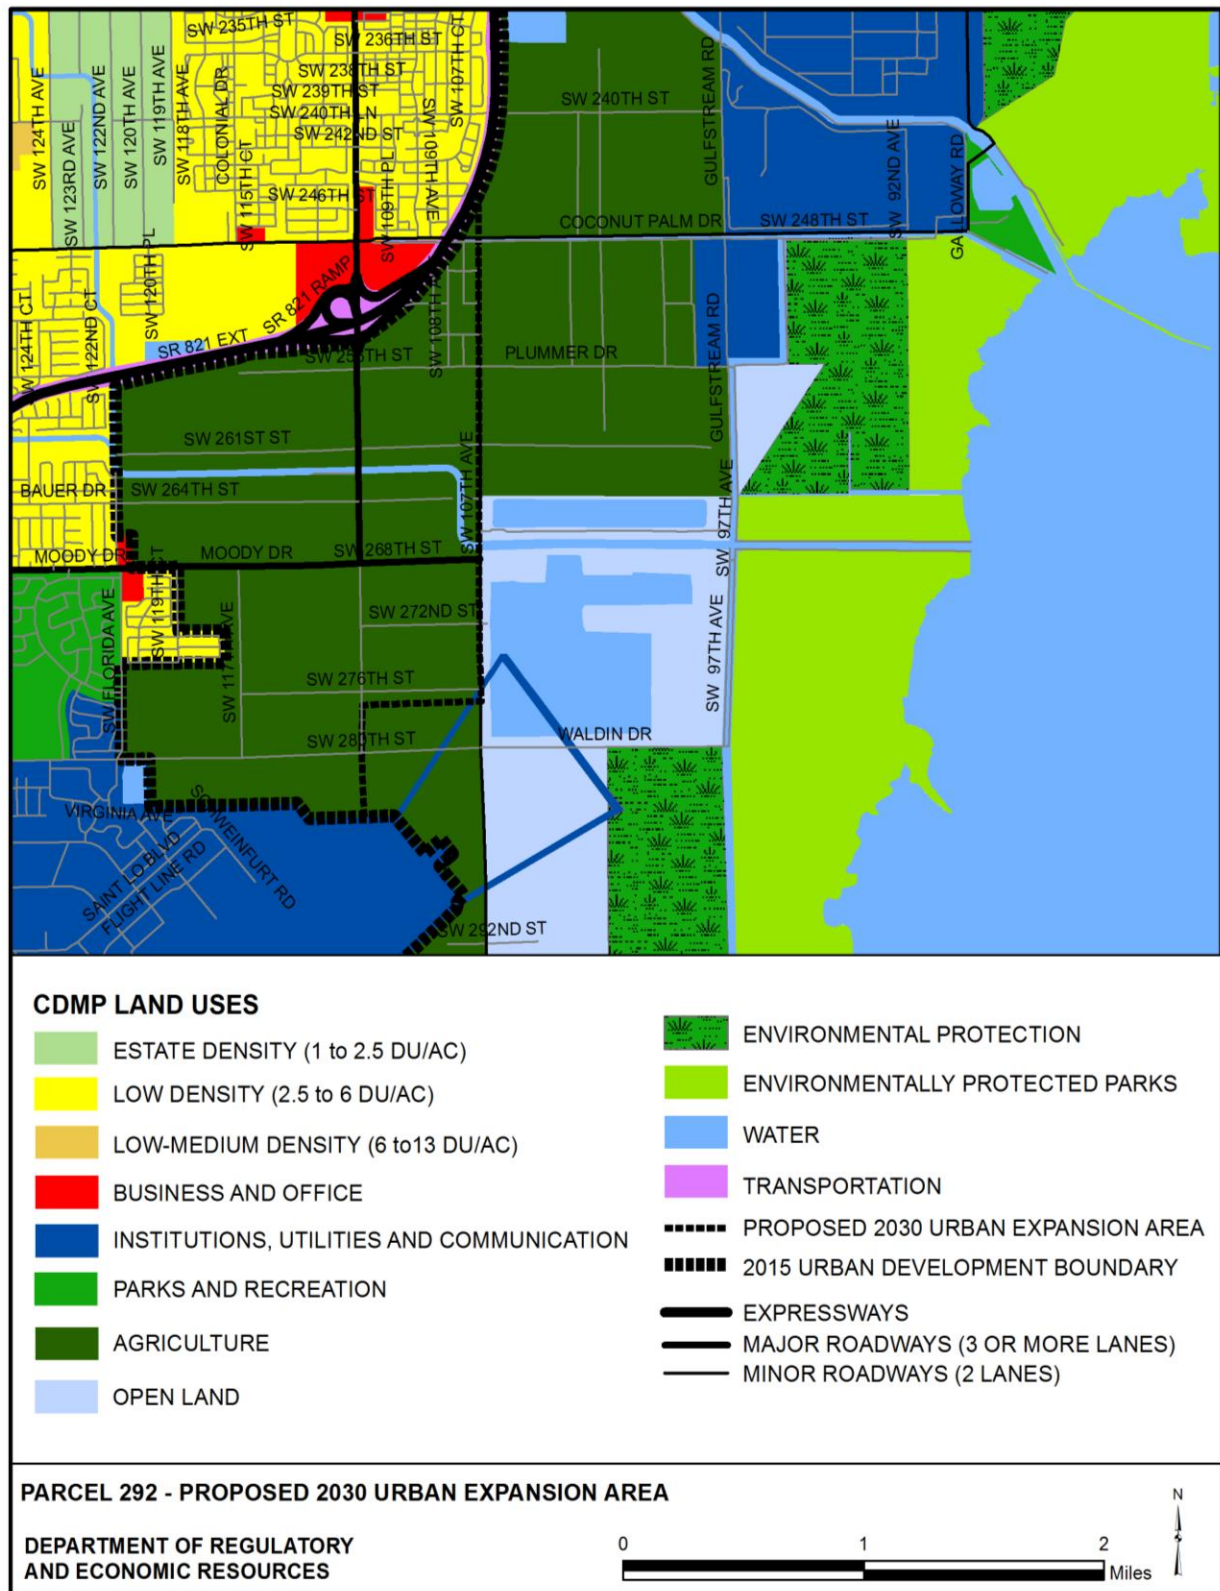 SW 235TH ST
SW 236TH ST
SW 107TH CT
SW 238TH ST
SW 239TH ST
SW 240TH LN
SW 242ND ST
SW 240TH ST
SW 124TH AVE
SW 123RD AVE
SW 122ND AVE
SW 120TH AVE
SW 119TH AVE
SW 118TH AVE
COLONIAL DR
SW 115TH CT
SW 246TH ST
SW 109TH PL
SW 109TH AVE
GULFSTREAM RD
SW 92ND AVE
GALLOWAY RD
COCONUT PALM DR
SW 248TH ST
SW 120TH PL
SR 821 RAMP
SR 821 EXT
SW 108TH A
W 124TH CT
SW 122ND CT
ST
PLUMMER DR
GULFSTREAM RD
SW 261ST ST
BAUER DR
SW 264TH ST
SW 107TH AVE
SW 97TH AVE
MOODY DR
MOODY DR
SW 268TH ST
SW 119TH CT
SW 272ND ST
SW FLORIDA AVE
SW 117 AVE
SW 97TH AVE
SW 276TH ST
SW 280TH ST
WALDIN DR
VIRGINIA AVE
SCHWEINFURT RD
SAINT LO BLVD
FLIGHT LINE RD
SW 292ND ST
CDMP LAND USES
ESTATE DENSITY (1 to 2.5 DU/AC)
LOW DENSITY (2.5 to 6 DU/AC)
LOW-MEDIUM DENSITY (6 to13 DU/AC)
BUSINESS AND OFFICE
INSTITUTIONS, UTILITIES AND COMMUNICATION
PARKS AND RECREATION
AGRICULTURE
OPEN LAND
ENVIRONMENTAL PROTECTION
ENVIRONMENTALLY PROTECTED PARKS
WATER
TRANSPORTATION
PROPOSED 2030 URBAN EXPANSION AREA
2015 URBAN DEVELOPMENT BOUNDARY
EXPRESSWAYS
MAJOR ROADWAYS (3 OR MORE LANES)
MINOR ROADWAYS (2 LANES)
PARCEL 292 - PROPOSED 2030 URBAN EXPANSION AREA
DEPARTMENT OF REGULATORY
AND ECONOMIC RESOURCES
0 1 2
Miles
N